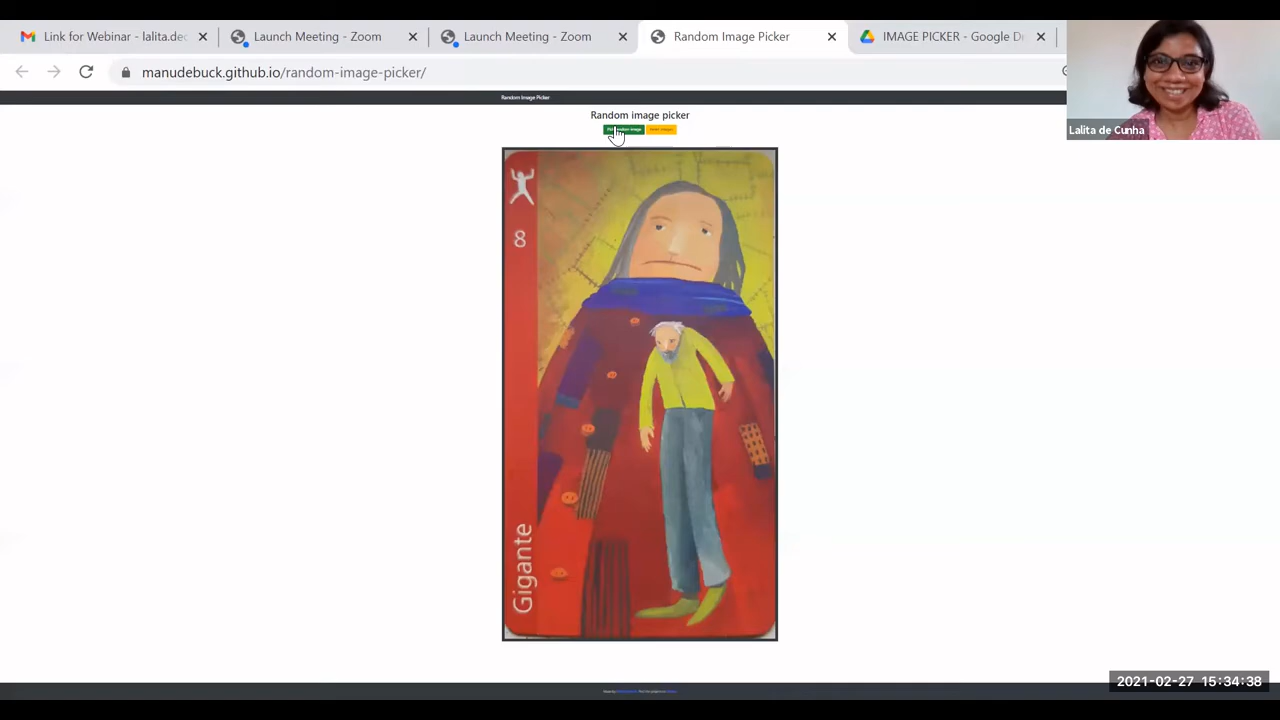 Link for Webinar - lalita.dec
Launch Meeting - Zoom
Launch Meeting - Zoom
Random Image Picker
IMAGE PICKER - Google Dr
manudebuck.github.io/random-image-picker/
Random Image Picker
Random image picker
Lalita de Cunha
8
Gigante
2021-02-27 15:34:38